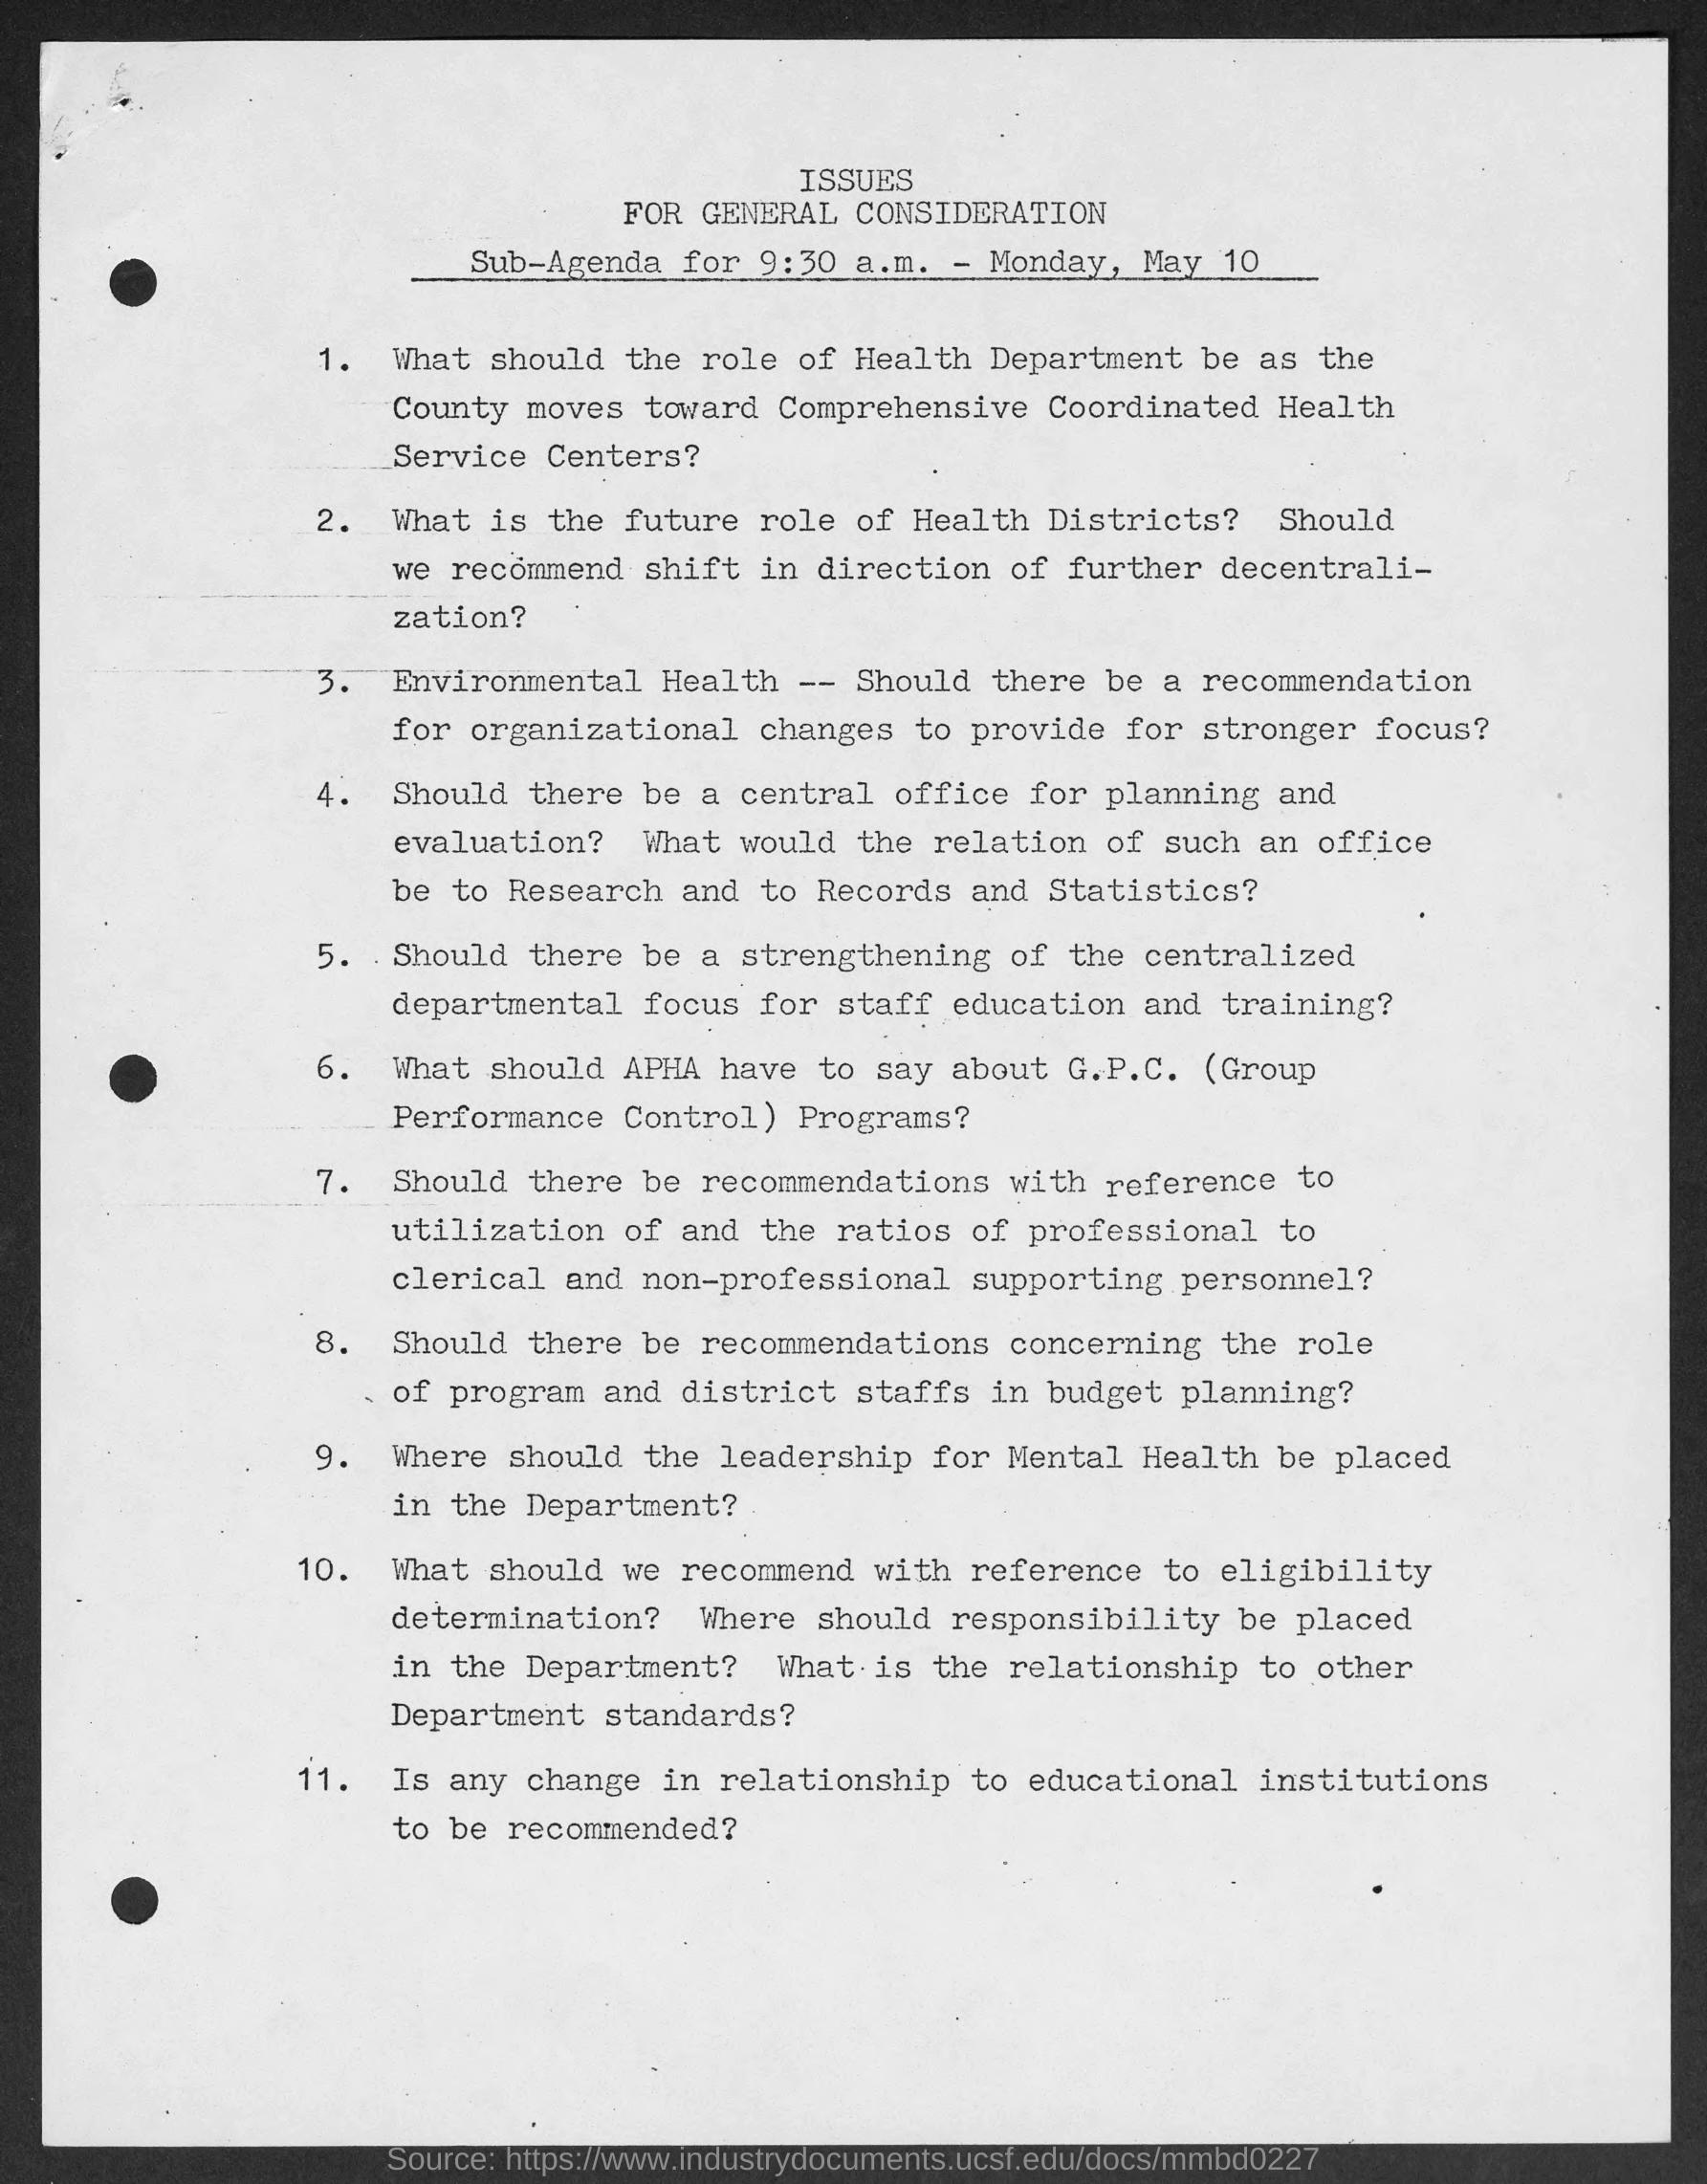 ISSUES
FOR GENERAL CONSIDERATION
Sub-Agenda for 9:30 a.m. - Monday, May 10
1. What should the role of Health Department be as the
County moves toward Comprehensive Coordinated Health
Service Centers?
2. What is the future role of Health Districts? Should
we recommend shift in direction of further decentrali-
zation?
3. Environmental Health -- Should there be a recommendation
for organizational changes to provide for stronger focus?
4. Should there be a central office for planning and
evaluation? What would the relation of such an office
be to Research and to Records and Statistics?
5. Should there be a strengthening of the centralized
departmental focus for staff education and training?
6. What should APHA have to say about G.P.C. (Group
Performance Control) Programs?
7. Should there be recommendations with reference to
utilization of and the ratios of professional to
clerical and non-professional supporting personnel?
8. Should there be recommendations concerning the role
of program and district staffs in budget planning?
9. Where should the leadership for Mental Health be placed
in the Department?
10. What should we recommend with reference to eligibility
determination? Where should responsibility be placed
in the Department? What is the relationship to other
Department standards?
11. Is any change in relationship to educational institutions
to be recommended?
Source: https://www.industrydocuments.ucsf.edu/docs/mmbd0227